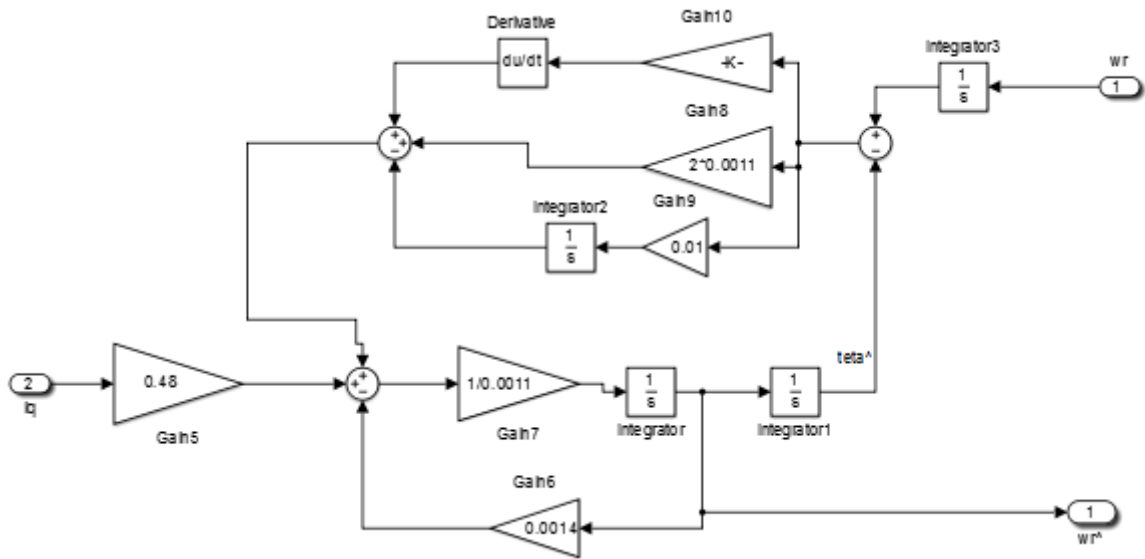 Gain10
Derivative
Integrator3
wr
du/dt
-K-
1
s
1
Gain8
+
+
−
+
−
2*0.0011
Gain9
Integrator2
1
s
0.01
teta^
2
Iq
0.48
Gain5
+
+
−
1/0.0011
Gain7
1
s
Integrator
1
s
Integrator1
Gain6
0.0014
1
wr^